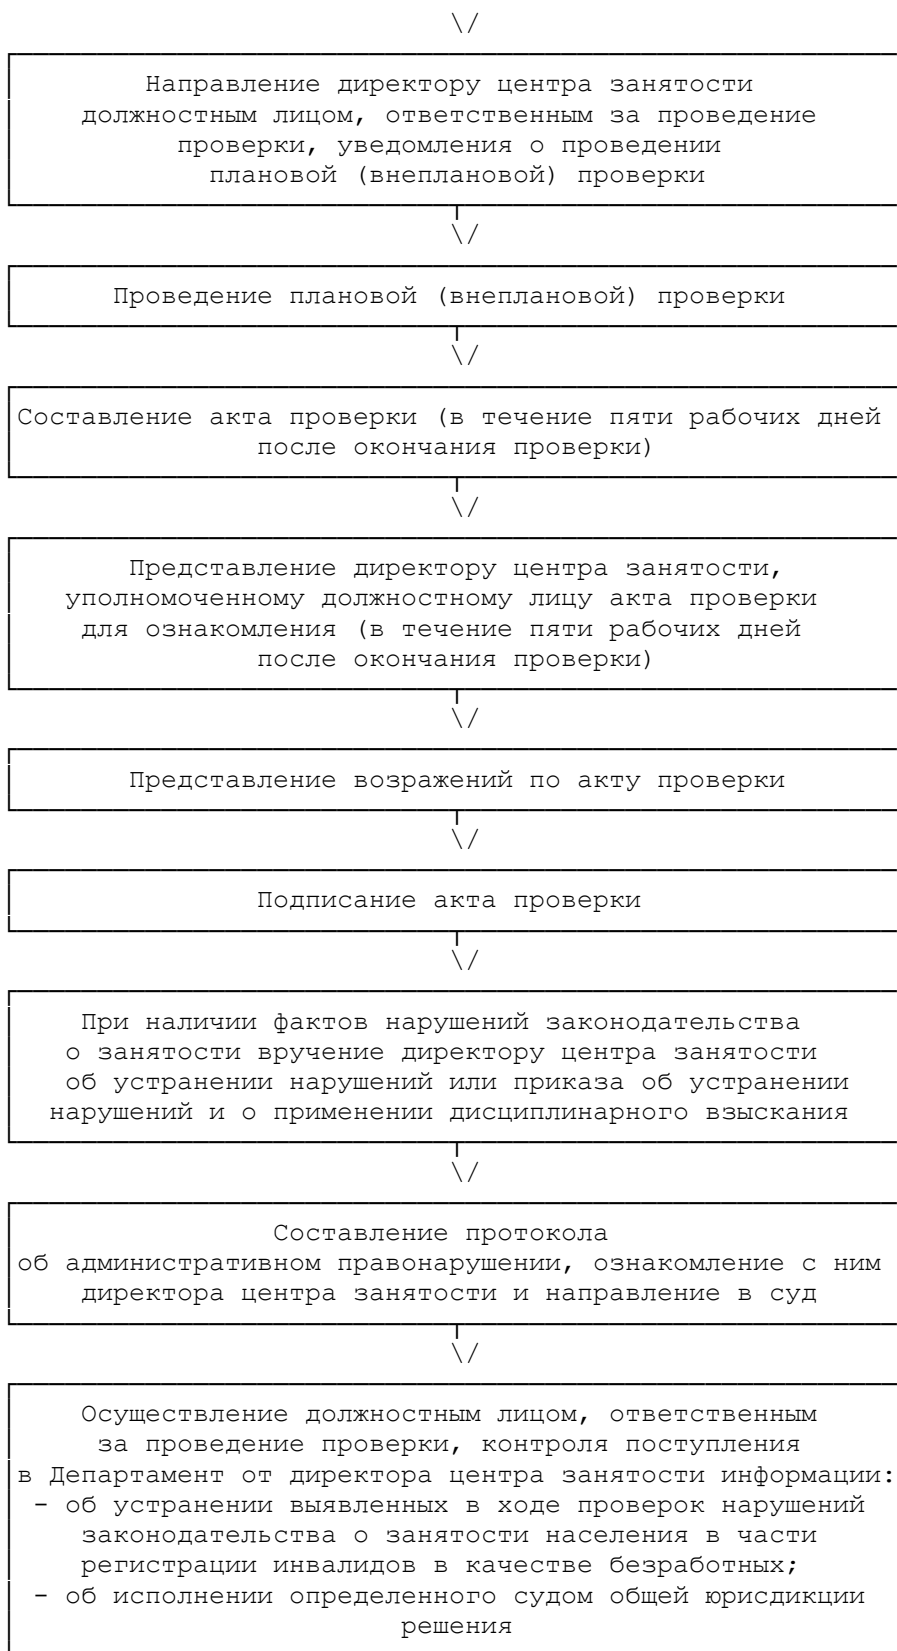 \/
Направление директору центра занятости
должностным лицом, ответственным за проведение
проверки, уведомления о проведении
плановой (внеплановой) проверки
\/
Проведение плановой (внеплановой) проверки
\/
Составление акта проверки (в течение пяти рабочих дней
после окончания проверки)
\/
Представление директору центра занятости,
уполномоченному должностному лицу акта проверки
для ознакомления (в течение пяти рабочих дней
после окончания проверки)
\/
Представление возражений по акту проверки
\/
Подписание акта проверки
\/
При наличии фактов нарушений законодательства
о занятости вручение директору центра занятости
об устранении нарушений или приказа об устранении
нарушений и о применении дисциплинарного взыскания
\/
Составление протокола
об административном правонарушении, ознакомление с ним
директора центра занятости и направление в суд
\/
Осуществление должностным лицом, ответственным
за проведение проверки, контроля поступления
в Департамент от директора центра занятости информации:
- об устранении выявленных в ходе проверок нарушений
законодательства о занятости населения в части
регистрации инвалидов в качестве безработных;
- об исполнении определенного судом общей юрисдикции
решения